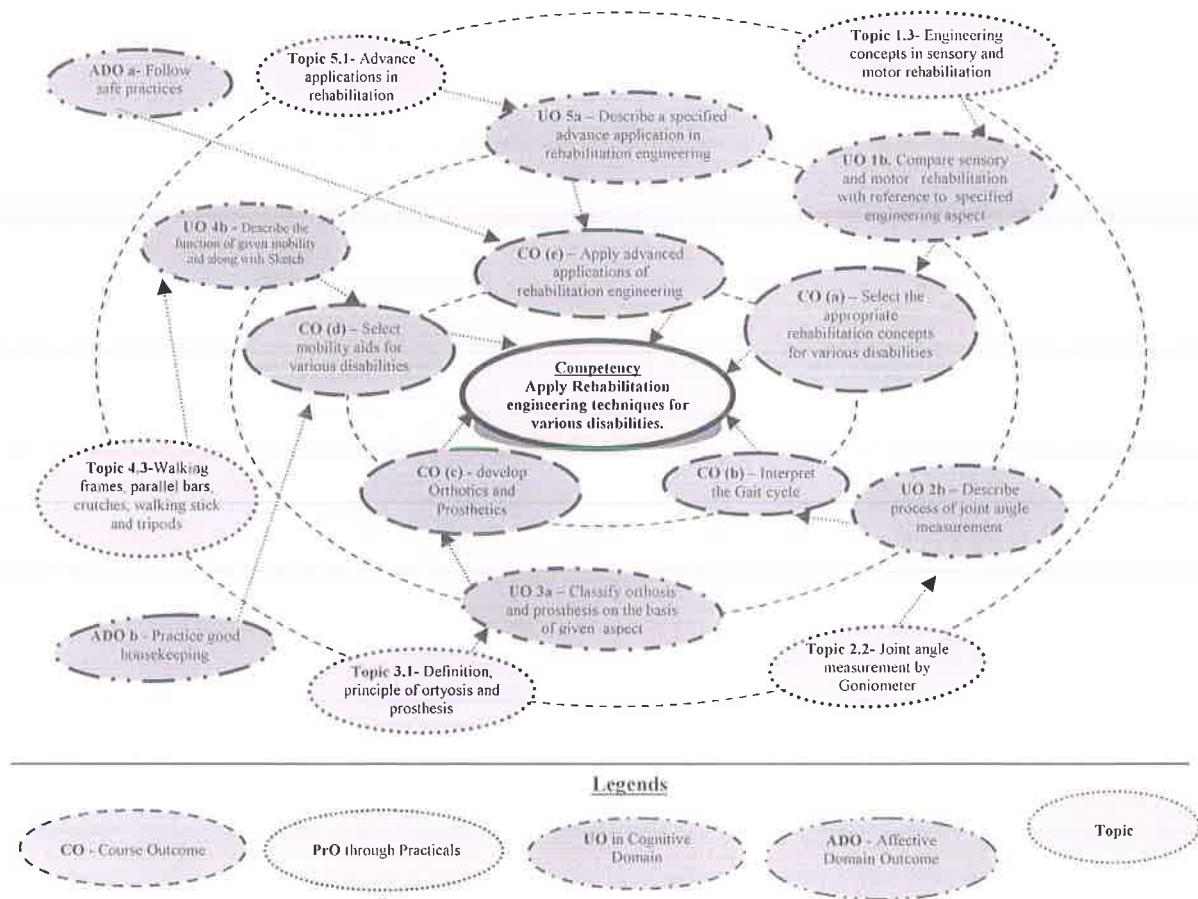 Topic 5.1- Advance
applications in
rehabilitation
Topic 1.3- Engineering
concepts in sensory and
motor rehabilitation
ADO a- Follow
safe practices
UO 5a – Describe a specified
advance application in
rehabilitation engineering
UO 1b. Compare sensory
and motor rehabilitation
with reference to specified
engineering aspect
UO 4b - Describe the
function of given mobility
aid along with Sketch
CO (e) – Apply advanced
applications of
rehabilitation engineering
CO (a) – Select the
appropriate
rehabilitation concepts
for various disabilities
CO (d) – Select
mobility aids for
various disabilities
Competency
Apply Rehabilitation
engineering techniques for
various disabilities.
CO (c) - develop
Orthotics and
Prosthetics
CO (b) – Interpret
the Gait cycle
UO 2b – Describe
process of joint angle
measurement
Topic 4.3-Walking
frames, parallel bars,
crutches, walking stick
and tripods
UO 3a – Classify orthosis
and prosthesis on the basis
of given aspect
ADO b - Practice good
housekeeping
Topic 3.1- Definition,
principle of ortyosis and
prosthesis
Topic 2.2- Joint angle
measurement by
Goniometer
Legends
CO - Course Outcome
PrO through Practicals
UO in Cognitive
Domain
ADO - Affective
Domain Outcome
Topic